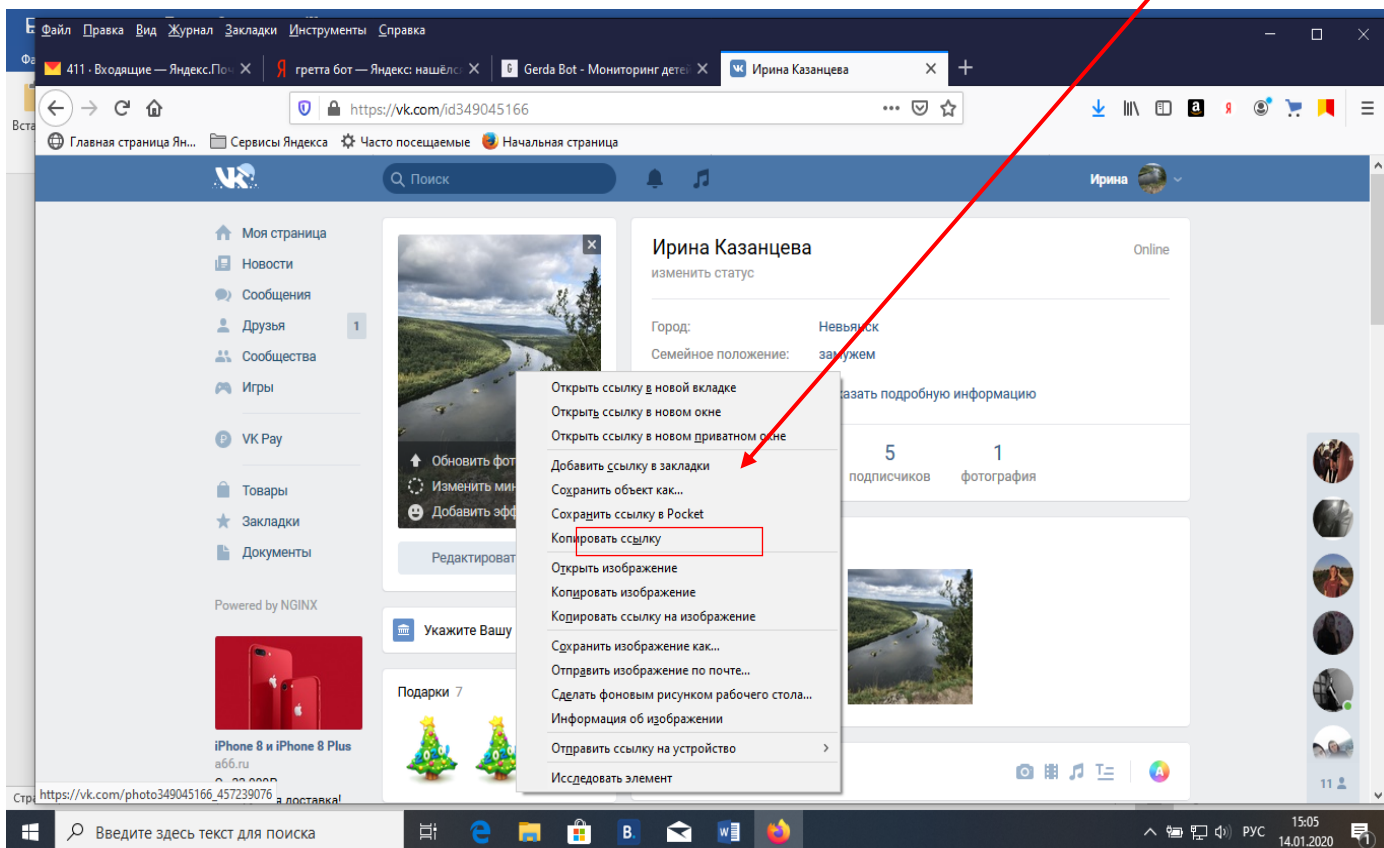 Файл Правка Вид Журнал Закладки Инструменты Справка
411 · Входящие — Яндекс.Поч
Я гретта бот — Яндекс: нашёлс
G Gerda Bot - Мониторинг детей
Ирина Казанцева
https://vk.com/id349045166
Вста
Главная страница Ян...
Сервисы Яндекса
Часто посещаемые
Начальная страница
Поиск
Ирина
Моя страница
Новости
Сообщения
Друзья 1
Сообщества
Игры
VK Pay
Товары
Закладки
Документы
Powered by NGINX
iPhone 8 и iPhone 8 Plus
a66.ru
доставка!
Обновить фот
Изменить мин
Добавить эфф
Редактироват
Укажите Вашу
Подарки 7
Ирина Казанцева
Online
изменить статус
Город: Невьянск
Семейное положение: замужем
казать подробную информацию
5 подписчиков
1 фотография
Открыть ссылку в новой вкладке
Открыть ссылку в новом окне
Открыть ссылку в новом приватном окне
Добавить ссылку в закладки
Сохранить объект как...
Сохранить ссылку в Pocket
Копировать ссылку
Открыть изображение
Копировать изображение
Копировать ссылку на изображение
Сохранить изображение как...
Отправить изображение по почте...
Сделать фоновым рисунком рабочего стола...
Информация об изображении
Отправить ссылку на устройство
Исследовать элемент
11
https://vk.com/photo349045166_457239076
Стра
Введите здесь текст для поиска
B.
РУС
15:05
14.01.2020
1